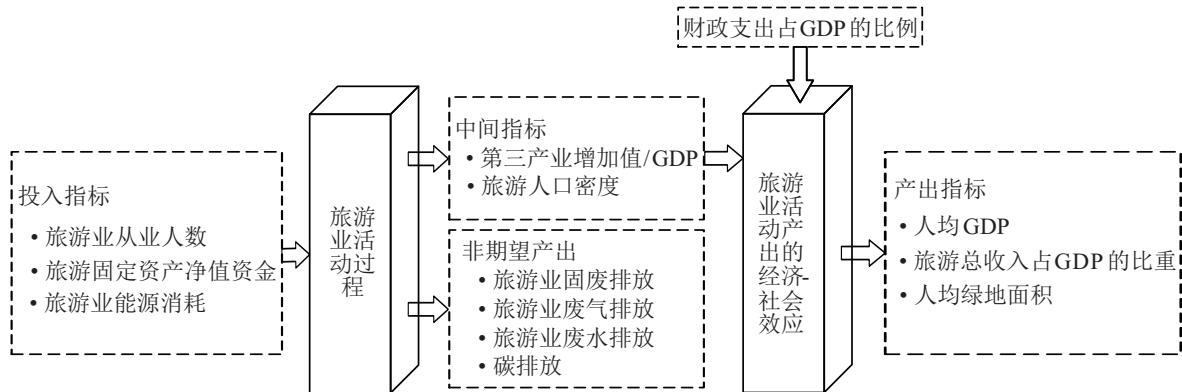 财政支出占GDP的比例
投入指标
• 旅游业从业人数
• 旅游固定资产净值资金
• 旅游业能源消耗
旅游
业活
动过
程
中间指标
• 第三产业增加值/GDP
• 旅游人口密度
非期望产出
• 旅游业固废排放
• 旅游业废气排放
• 旅游业废水排放
• 碳排放
旅游
业活
动产
出的
经济-
社会
效应
产出指标
• 人均GDP
• 旅游总收入占GDP的比重
• 人均绿地面积